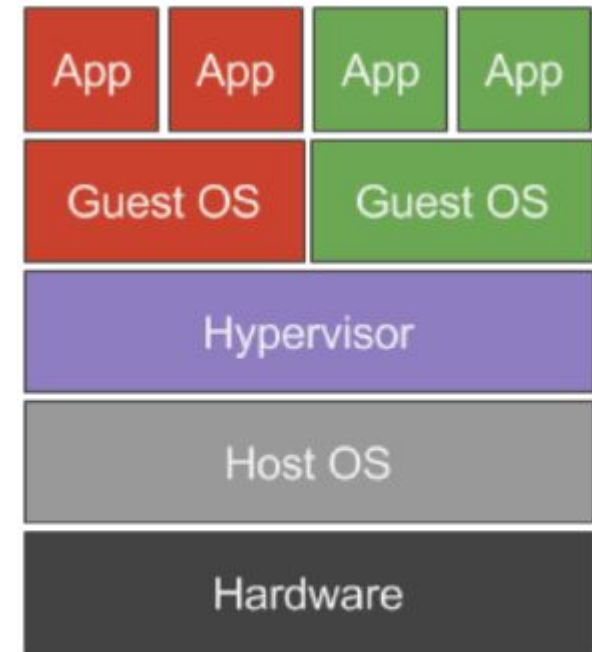 App App App App
Guest OS Guest OS
Hypervisor
Host OS
Hardware